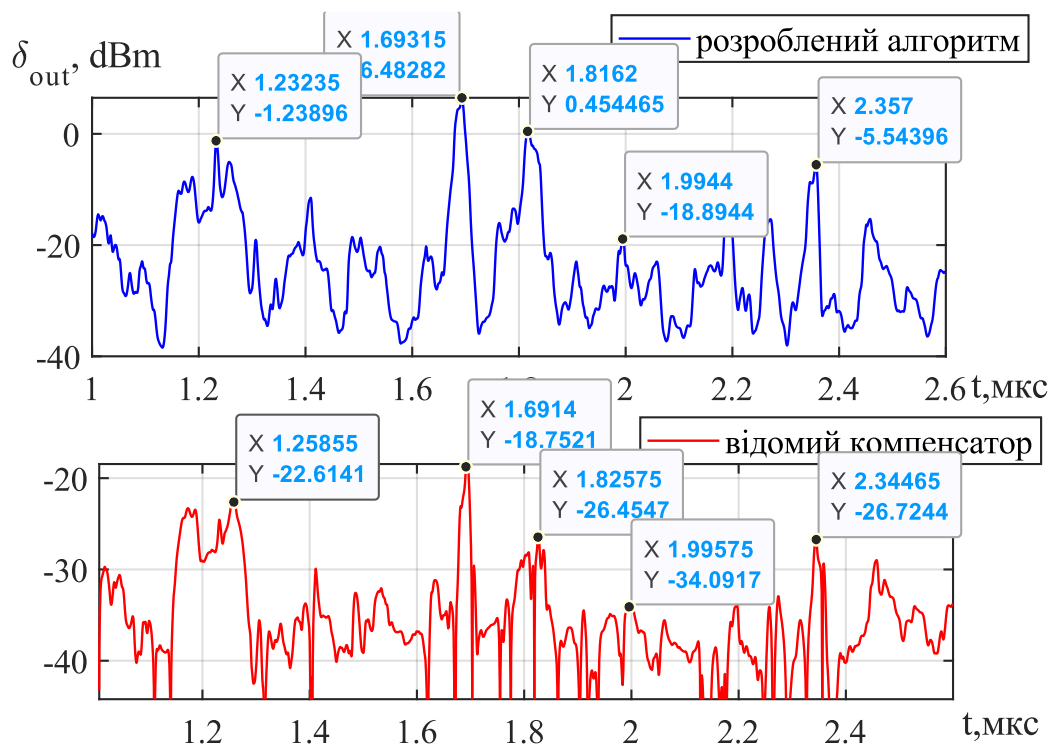 розроблений алгоритм
δout, dBm
X 1.69315
6.48282
X 1.23235
Y -1.23896
X 1.8162
Y 0.454465
X 2.357
Y -5.54396
X 1.9944
Y -18.8944
0
-20
-40
1 1.2 1.4 1.6 1.8 2 2.2 2.4 2.6 t,мкс
відомий компенсатор
X 1.6914
Y -18.7521
X 1.25855
Y -22.6141
X 1.82575
Y -26.4547
X 2.34465
Y -26.7244
X 1.99575
Y -34.0917
-20
-30
-40
1.2 1.4 1.6 1.8 2 2.2 2.4 t,мкс